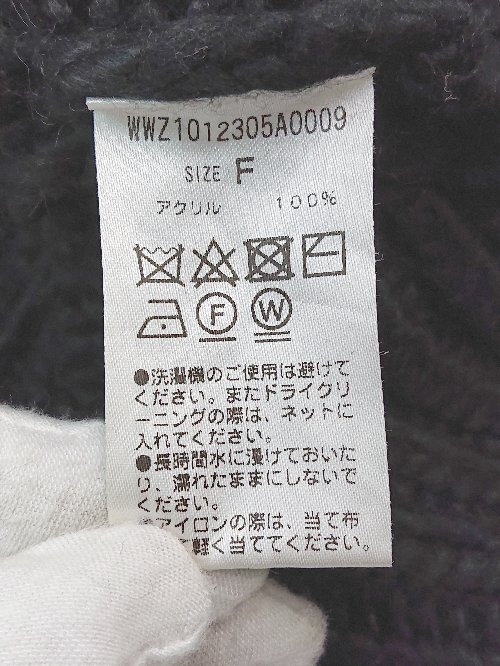 WWZ1012305A0009
SIZE F
アクリル 100%
F W
●洗濯機のご使用は避けて
ください。またドライクリ
ーニングの際は、ネットに
入れてください。
●長時間水に浸けておいた
り、濡れたままにしないで
ください。
●アイロンの際は、当て布
軽く当ててください。